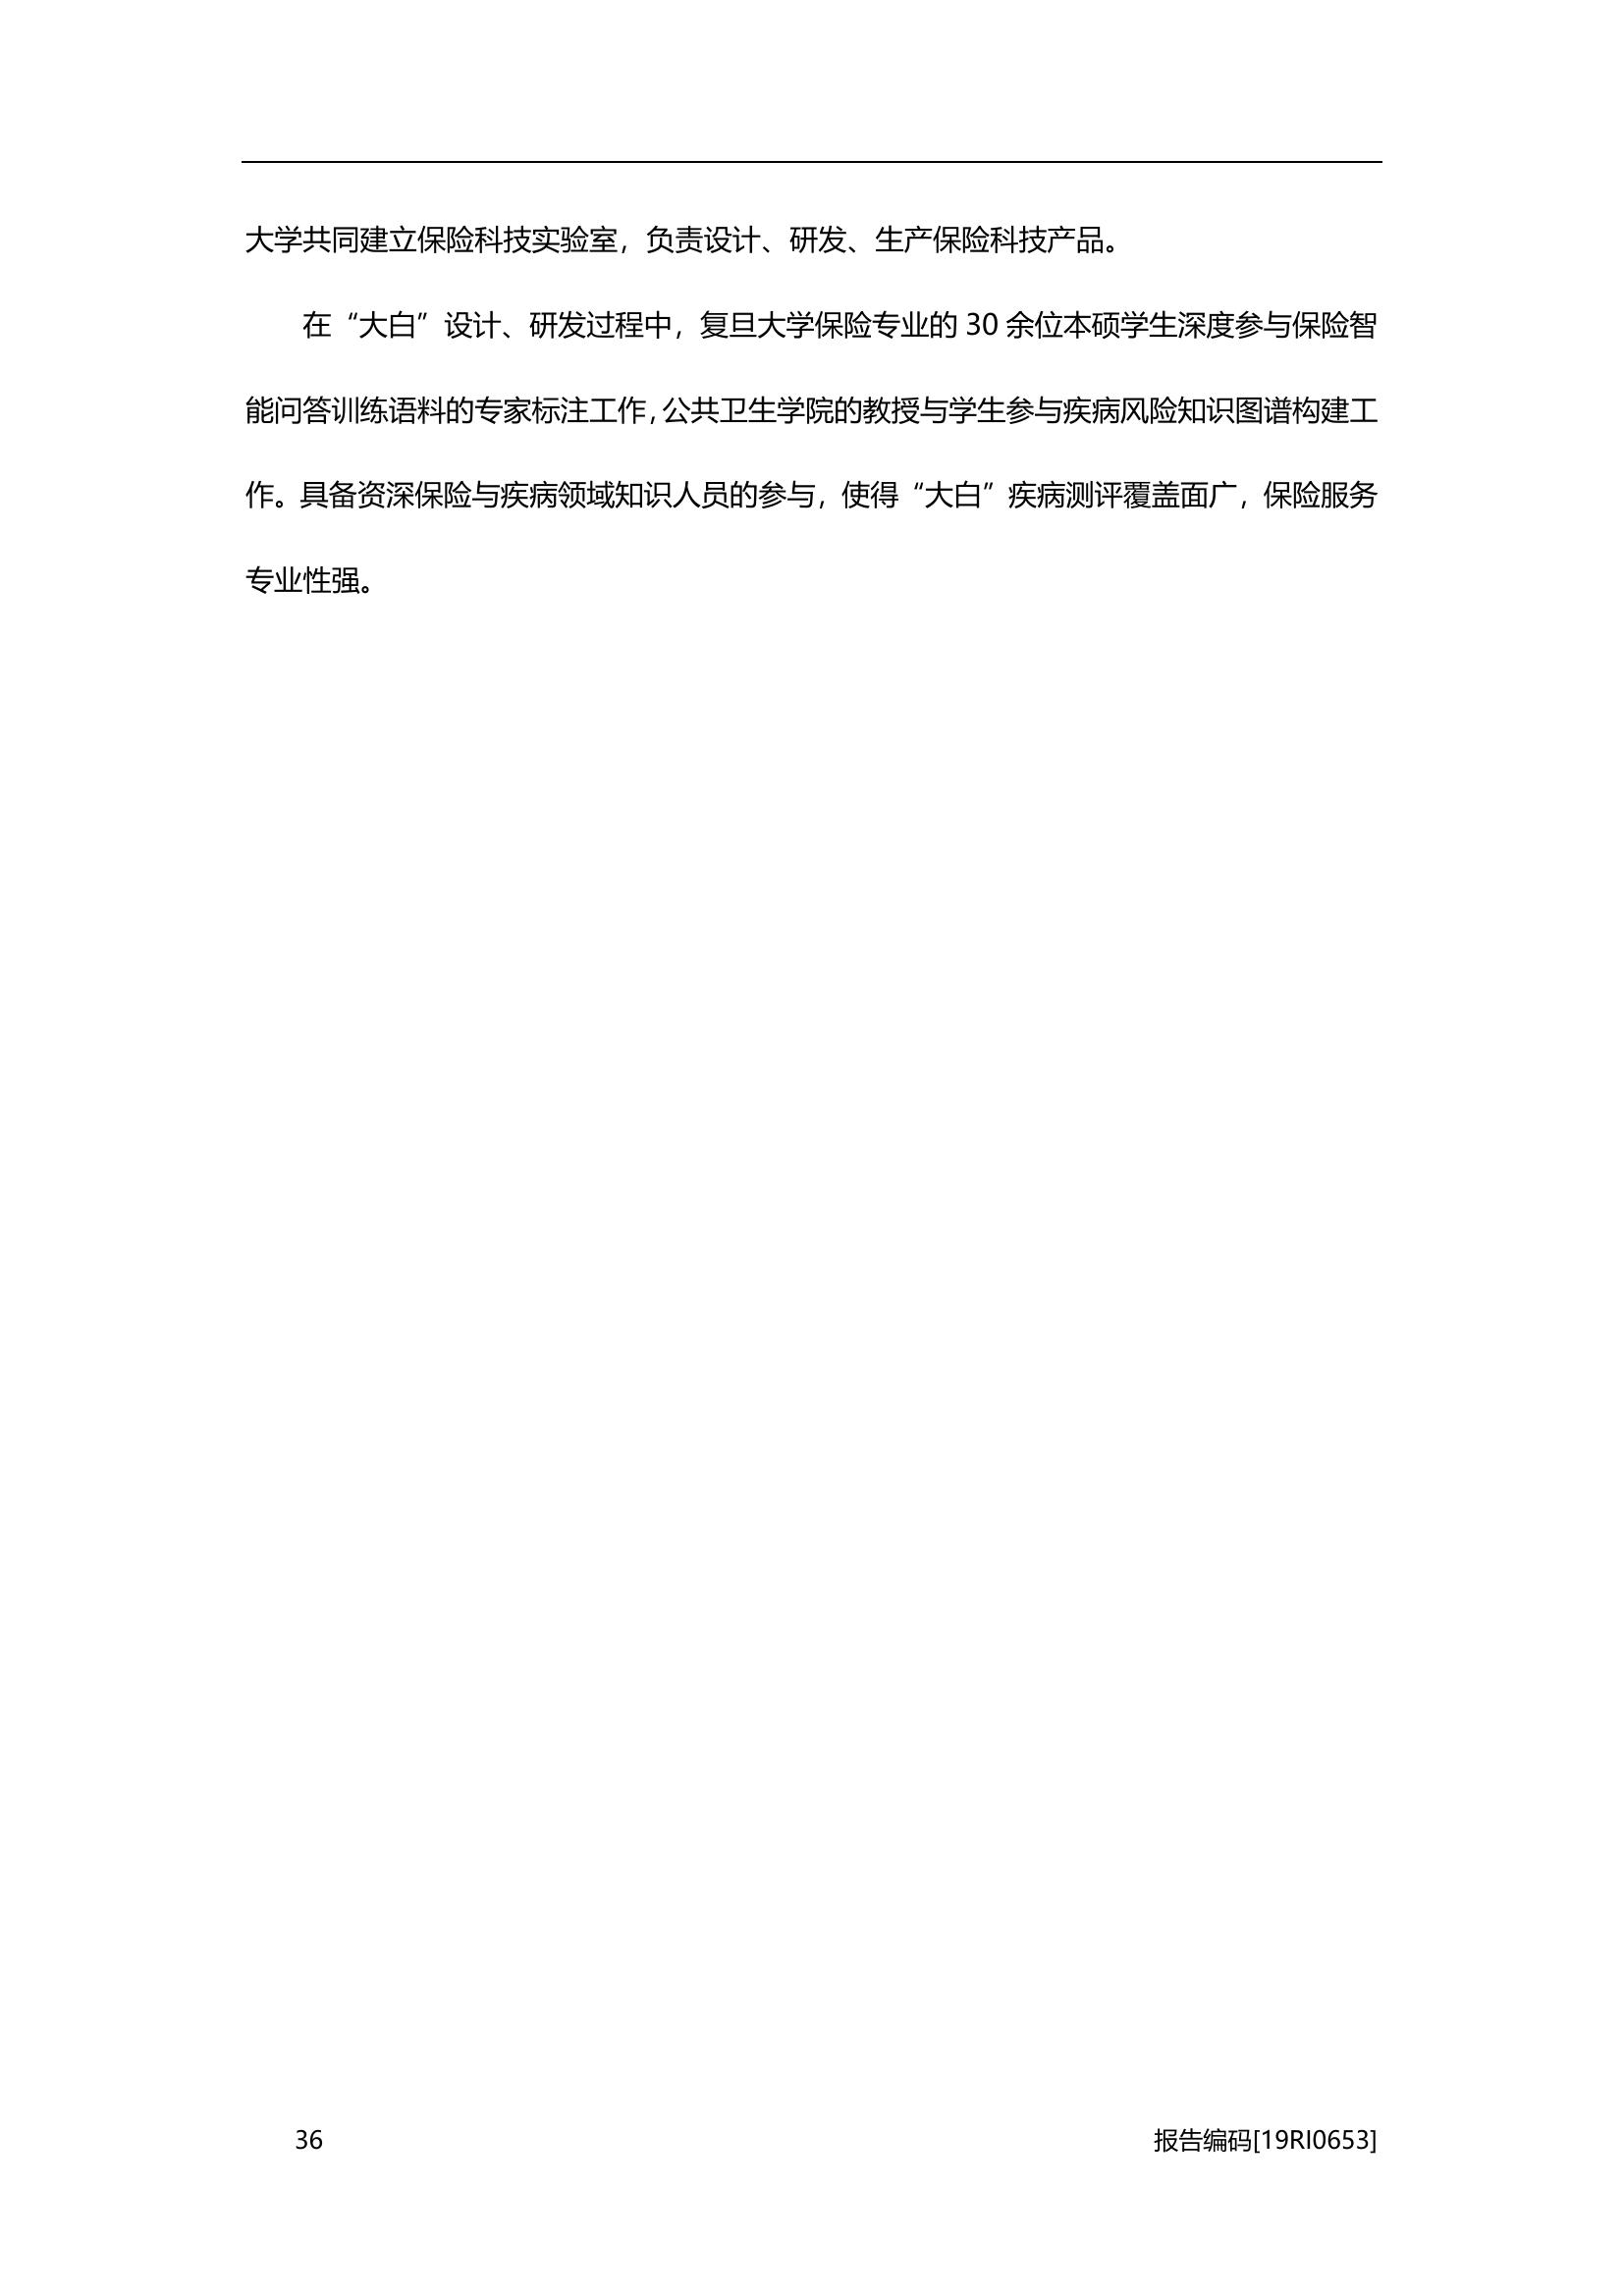 大学共同建立保险科技实验室，负责设计、研发、生产保险科技产品。
在“大白”设计、研发过程中，复旦大学保险专业的 30 余位本硕学生深度参与保险智
能问答训练语料的专家标注工作，公共卫生学院的教授与学生参与疾病风险知识图谱构建工
作。具备资深保险与疾病领域知识人员的参与，使得“大白”疾病测评覆盖面广，保险服务
专业性强。
36 报告编码[19RI0653]